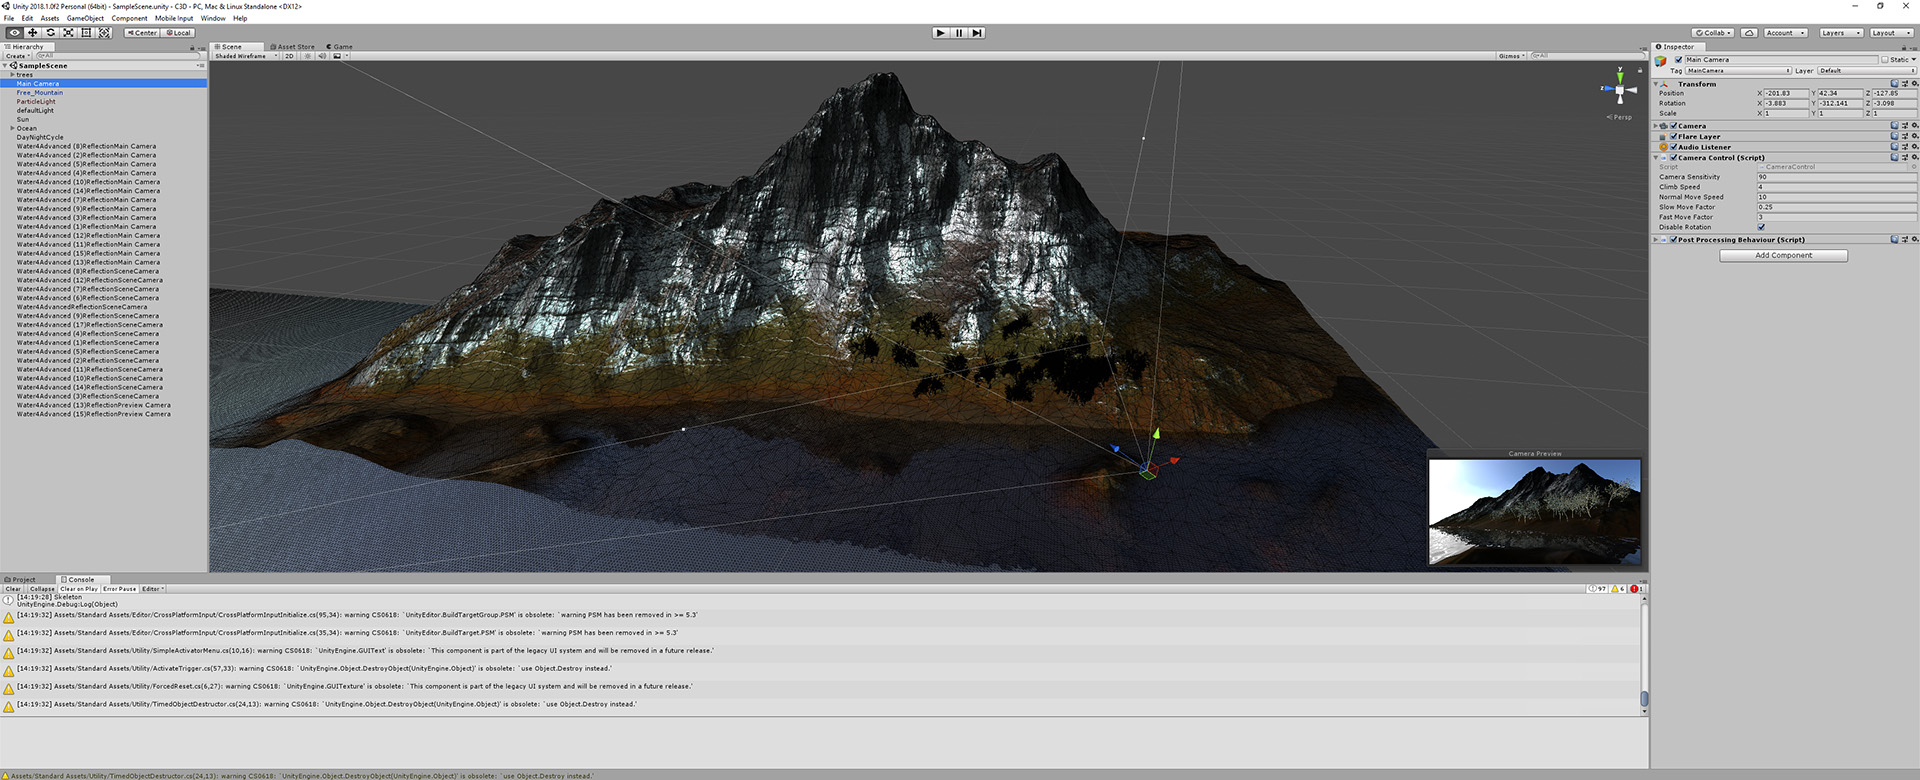 Unity 2018.1.0f2 Personal (64bit) - SampleScene.unity - C3D - PC, Mac & Linux Standalone <DX12>
File Edit Assets GameObject Component Mobile Input Window Help
Center Local
Collab Account Layers Layout
Hierarchy
Create All
SampleScene
trees
Main Camera
Free_Mountain
ParticleLight
defaultLight
Sun
Ocean
DayNightCycle
Water4Advanced (8)ReflectionMain Camera
Water4Advanced (2)ReflectionMain Camera
Water4Advanced (5)ReflectionMain Camera
Water4Advanced (4)ReflectionMain Camera
Water4Advanced (10)ReflectionMain Camera
Water4Advanced (14)ReflectionMain Camera
Water4Advanced (7)ReflectionMain Camera
Water4Advanced (9)ReflectionMain Camera
Water4Advanced (3)ReflectionMain Camera
Water4Advanced (1)ReflectionMain Camera
Water4Advanced (12)ReflectionMain Camera
Water4Advanced (11)ReflectionMain Camera
Water4Advanced (15)ReflectionMain Camera
Water4Advanced (13)ReflectionMain Camera
Water4Advanced (8)ReflectionSceneCamera
Water4Advanced (12)ReflectionSceneCamera
Water4Advanced (7)ReflectionSceneCamera
Water4Advanced (6)ReflectionSceneCamera
Water4AdvancedReflectionSceneCamera
Water4Advanced (9)ReflectionSceneCamera
Water4Advanced (17)ReflectionSceneCamera
Water4Advanced (4)ReflectionSceneCamera
Water4Advanced (1)ReflectionSceneCamera
Water4Advanced (5)ReflectionSceneCamera
Water4Advanced (2)ReflectionSceneCamera
Water4Advanced (11)ReflectionSceneCamera
Water4Advanced (10)ReflectionSceneCamera
Water4Advanced (14)ReflectionSceneCamera
Water4Advanced (3)ReflectionSceneCamera
Water4Advanced (13)ReflectionPreview Camera
Water4Advanced (15)ReflectionPreview Camera
Scene Asset Store Game
Shaded Wireframe 2D Gizmos All
y
z
Persp
Camera Preview
Inspector
Main Camera Static
Tag MainCamera Layer Default
Transform
Position X -201.83 Y 42.34 Z -127.85
Rotation X -3.883 Y -312.141 Z -3.098
Scale X 1 Y 1 Z 1
Camera
Flare Layer
Audio Listener
Camera Control (Script)
Script CameraControl
Camera Sensitivity 90
Climb Speed 4
Normal Move Speed 10
Slow Move Factor 0.25
Fast Move Factor 3
Disable Rotation
Post Processing Behaviour (Script)
Add Component
Project Console
Clear Collapse Clear on Play Error Pause Editor 97 6 1
[14:19:28] Skeleton
UnityEngine.Debug:Log(Object)
[14:19:32] Assets/Standard Assets/Editor/CrossPlatformInput/CrossPlatformInputInitialize.cs(95,34): warning CS0618: `UnityEditor.BuildTargetGroup.PSM' is obsolete: `warning PSM has been removed in >= 5.3'
[14:19:32] Assets/Standard Assets/Editor/CrossPlatformInput/CrossPlatformInputInitialize.cs(35,34): warning CS0618: `UnityEditor.BuildTarget.PSM' is obsolete: `warning PSM has been removed in >= 5.3'
[14:19:32] Assets/Standard Assets/Utility/SimpleActivatorMenu.cs(10,16): warning CS0618: `UnityEngine.GUIText' is obsolete: `This component is part of the legacy UI system and will be removed in a future release.'
[14:19:32] Assets/Standard Assets/Utility/ActivateTrigger.cs(57,33): warning CS0618: `UnityEngine.Object.DestroyObject(UnityEngine.Object)' is obsolete: `use Object.Destroy instead.'
[14:19:32] Assets/Standard Assets/Utility/ForcedReset.cs(6,27): warning CS0618: `UnityEngine.GUITexture' is obsolete: `This component is part of the legacy UI system and will be removed in a future release.'
[14:19:32] Assets/Standard Assets/Utility/TimedObjectDestructor.cs(24,13): warning CS0618: `UnityEngine.Object.DestroyObject(UnityEngine.Object)' is obsolete: `use Object.Destroy instead.'
Assets/Standard Assets/Utility/TimedObjectDestructor.cs(24,13): warning CS0618: `UnityEngine.Object.DestroyObject(UnityEngine.Object)' is obsolete: `use Object.Destroy instead.'